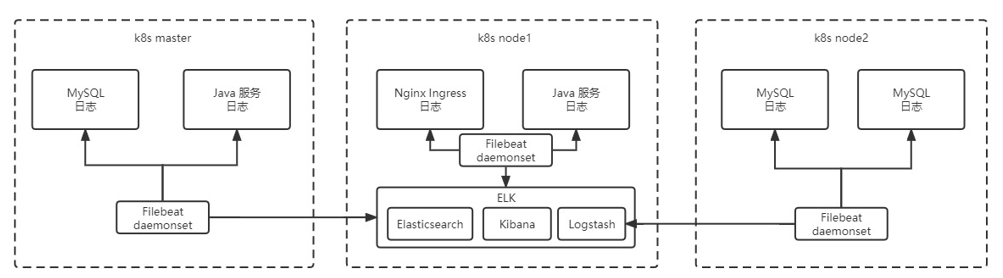 k8s master
MySQL
日志
Java 服务
日志
Filebeat
daemonset
k8s node1
Nginx Ingress
日志
Java 服务
日志
Filebeat
daemonset
ELK
Elasticsearch
Kibana
Logstash
k8s node2
MySQL
日志
MySQL
日志
Filebeat
daemonset